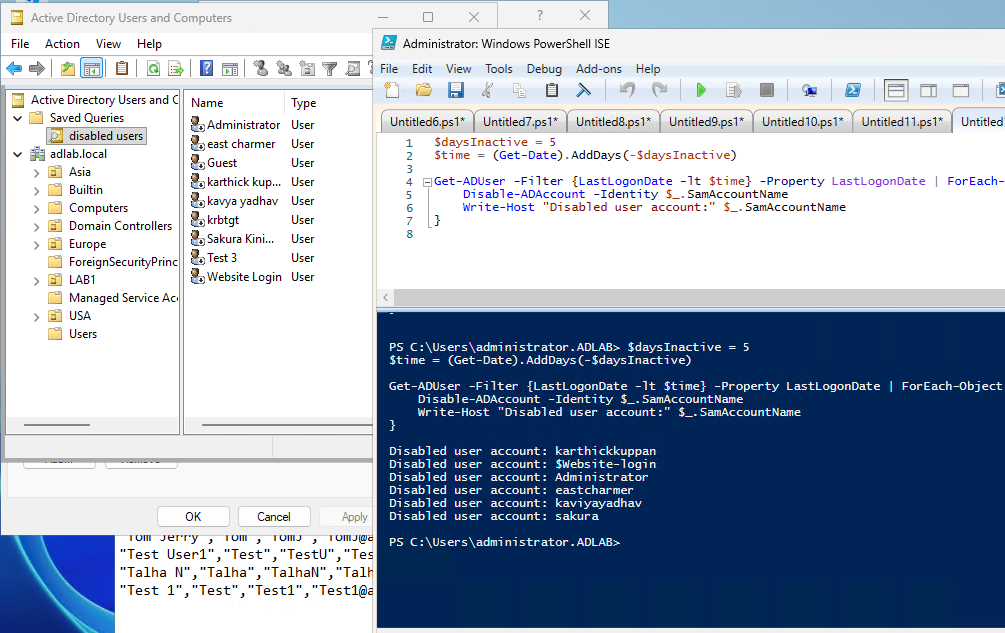 Active Directory Users and Computers
File Action View Help
Active Directory Users and C
Saved Queries
disabled users
adlab.local
Asia
Builtin
Computers
Domain Controllers
Europe
ForeignSecurityPrinc
LAB1
Managed Service Acc
USA
Users
Name Type
Administrator User
east charmer User
Guest User
karthick kup... User
kavya yadhav User
krbtgt User
Sakura Kini... User
Test 3 User
Website Login User
OK Cancel Apply
"Tom Jerry","Tom","TomJ","TomJ@a
"Test User1","Test","TestU","Tes
"Talha N","Talha","TalhaN","Talh
"Test 1","Test","Test1","Test1@a
Administrator: Windows PowerShell ISE
File Edit View Tools Debug Add-ons Help
Untitled6.ps1* Untitled7.ps1* Untitled8.ps1* Untitled9.ps1* Untitled10.ps1* Untitled11.ps1* Untitled
1 $daysInactive = 5
2 $time = (Get-Date).AddDays(-$daysInactive)
3
4 Get-ADUser -Filter {LastLogonDate -lt $time} -Property LastLogonDate | ForEach-
5 Disable-ADAccount -Identity $_.SamAccountName
6 Write-Host "Disabled user account:" $_.SamAccountName
7 }
8
PS C:\Users\administrator.ADLAB> $daysInactive = 5
$time = (Get-Date).AddDays(-$daysInactive)
Get-ADUser -Filter {LastLogonDate -lt $time} -Property LastLogonDate | ForEach-Object
Disable-ADAccount -Identity $_.SamAccountName
Write-Host "Disabled user account:" $_.SamAccountName
}
Disabled user account: karthickkuppan
Disabled user account: $Website-login
Disabled user account: Administrator
Disabled user account: eastcharmer
Disabled user account: kaviyayadhav
Disabled user account: sakura
PS C:\Users\administrator.ADLAB>